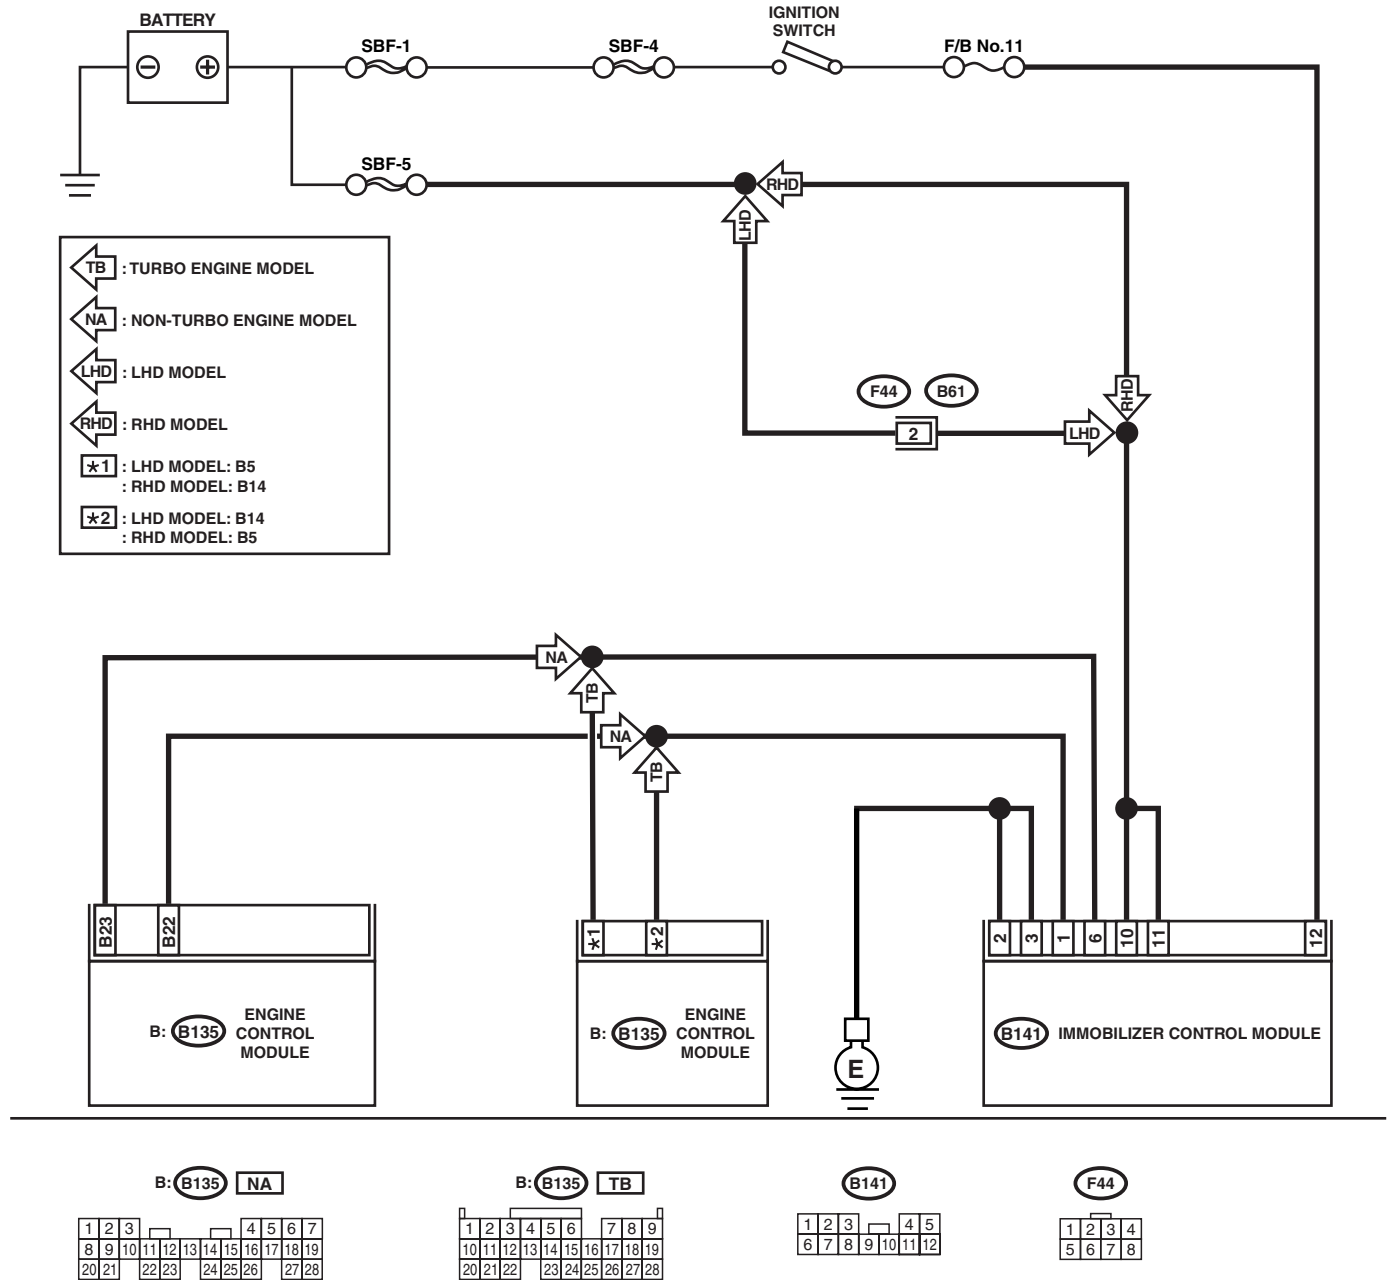 BATTERY
− +
SBF-1
SBF-4
IGNITION
SWITCH
F/B No.11
SBF-5
RHD
LHD
TB : TURBO ENGINE MODEL
NA : NON-TURBO ENGINE MODEL
LHD : LHD MODEL
RHD : RHD MODEL
*1 : LHD MODEL: B5
: RHD MODEL: B14
*2 : LHD MODEL: B14
: RHD MODEL: B5
F44 B61
2
LHD
RHD
NA
TB
NA
TB
B23 B22
B: B135 ENGINE
CONTROL
MODULE
*1 *2
B: B135 ENGINE
CONTROL
MODULE
E
2 3 1 6 10 11 12
B141 IMMOBILIZER CONTROL MODULE
B: B135 NA
1 2 3 4 5 6 7
8 9 10 11 12 13 14 15 16 17 18 19
20 21 22 23 24 25 26 27 28
B: B135 TB
1 2 3 4 5 6 7 8 9
10 11 12 13 14 15 16 17 18 19
20 21 22 23 24 25 26 27 28
B141
1 2 3 4 5
6 7 8 9 10 11 12
F44
1 2 3 4
5 6 7 8